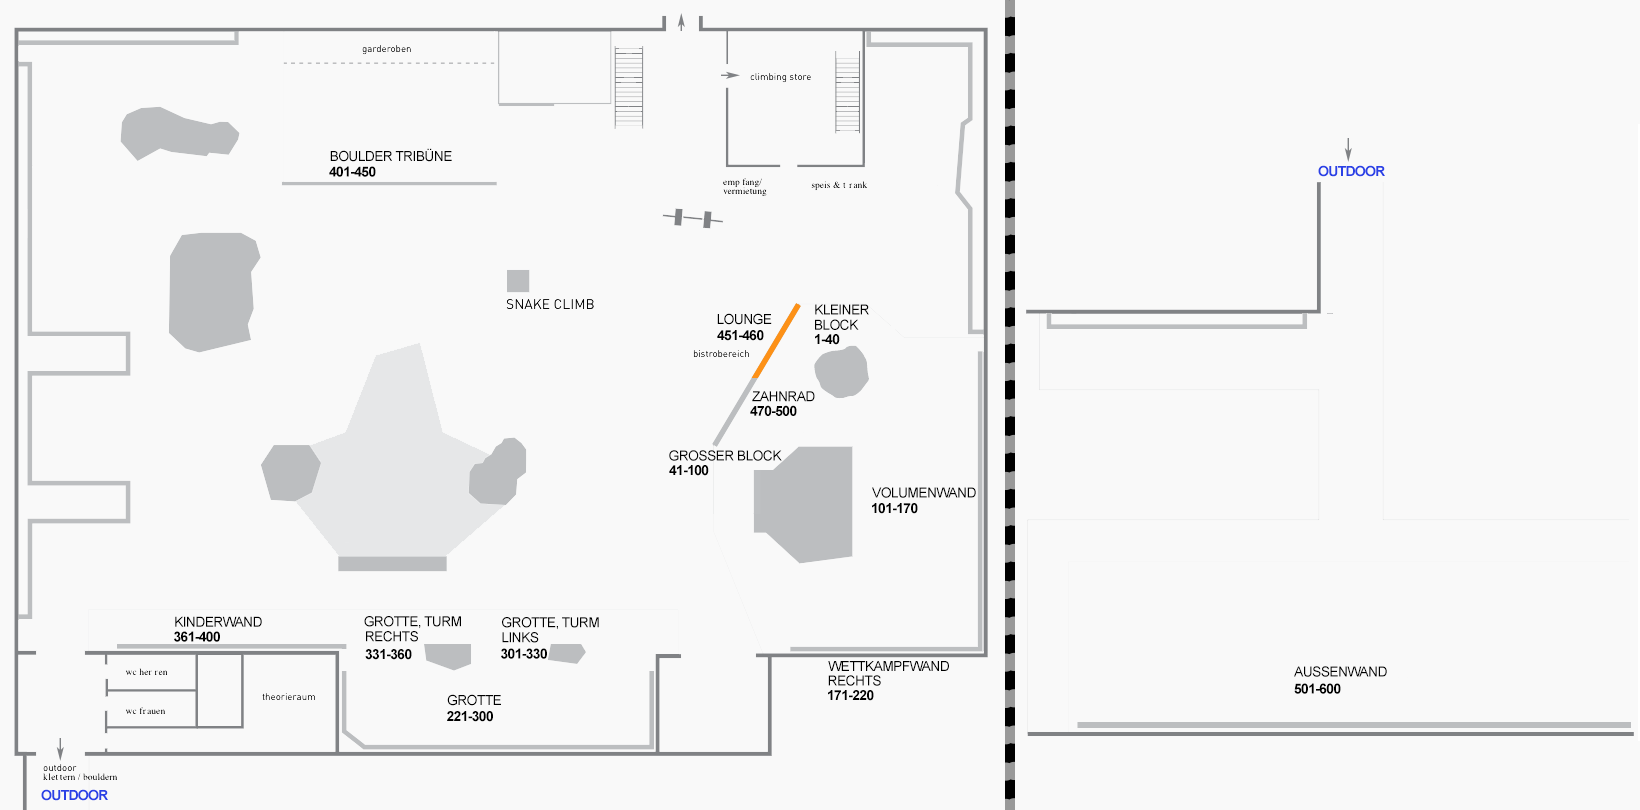 garderoben
climbing store
BOULDER TRIBÜNE
401-450
emp fang/
vermietung
speis & t rank
SNAKE CLIMB
LOUNGE
451-460
bistrobereich
KLEINER
BLOCK
1-40
ZAHNRAD
470-500
GROSSER BLOCK
41-100
VOLUMENWAND
101-170
KINDERWAND
361-400
GROTTE, TURM
RECHTS
331-360
GROTTE, TURM
LINKS
301-330
WETTKAMPFWAND
RECHTS
171-220
wc her ren
wc frauen
theorieraum
GROTTE
221-300
outdoor
klettern / bouldern
OUTDOOR
OUTDOOR
AUSSENWAND
501-600